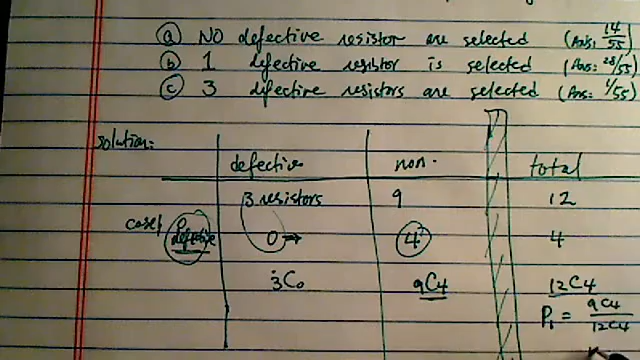 (a) NO defective resistor are selected (Ans: 14/55)
(b) 1 defective resistor is selected (Ans: 28/55)
(c) 3 defective resistors are selected (Ans: 1/55)
solution:
defective non. total
3 resistors 9 12
case 0 → 4 4
3C0 9C4 12C4
P1 = 9C4/12C4